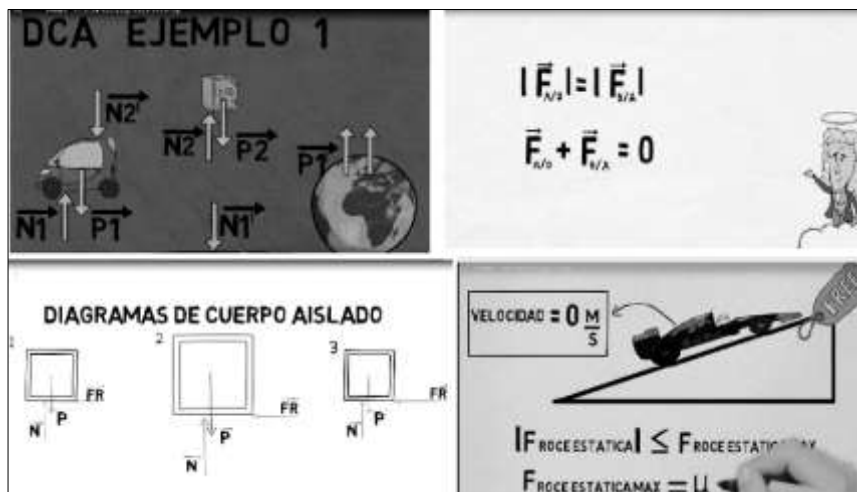 DCA EJEMPLO 1
N2'
N2 P2
P1
N1 P1
N1'
|F A/B|=|F B/A|
F A/B + F B/A = 0
DIAGRAMAS DE CUERPO AISLADO
1 2 3
FR FR FR
P P P
N N N
VELOCIDAD = 0 M/S
FREE
|F ROCE ESTATICA| ≤ F ROCE ESTATICA MAX
F ROCE ESTATICA MAX = μ